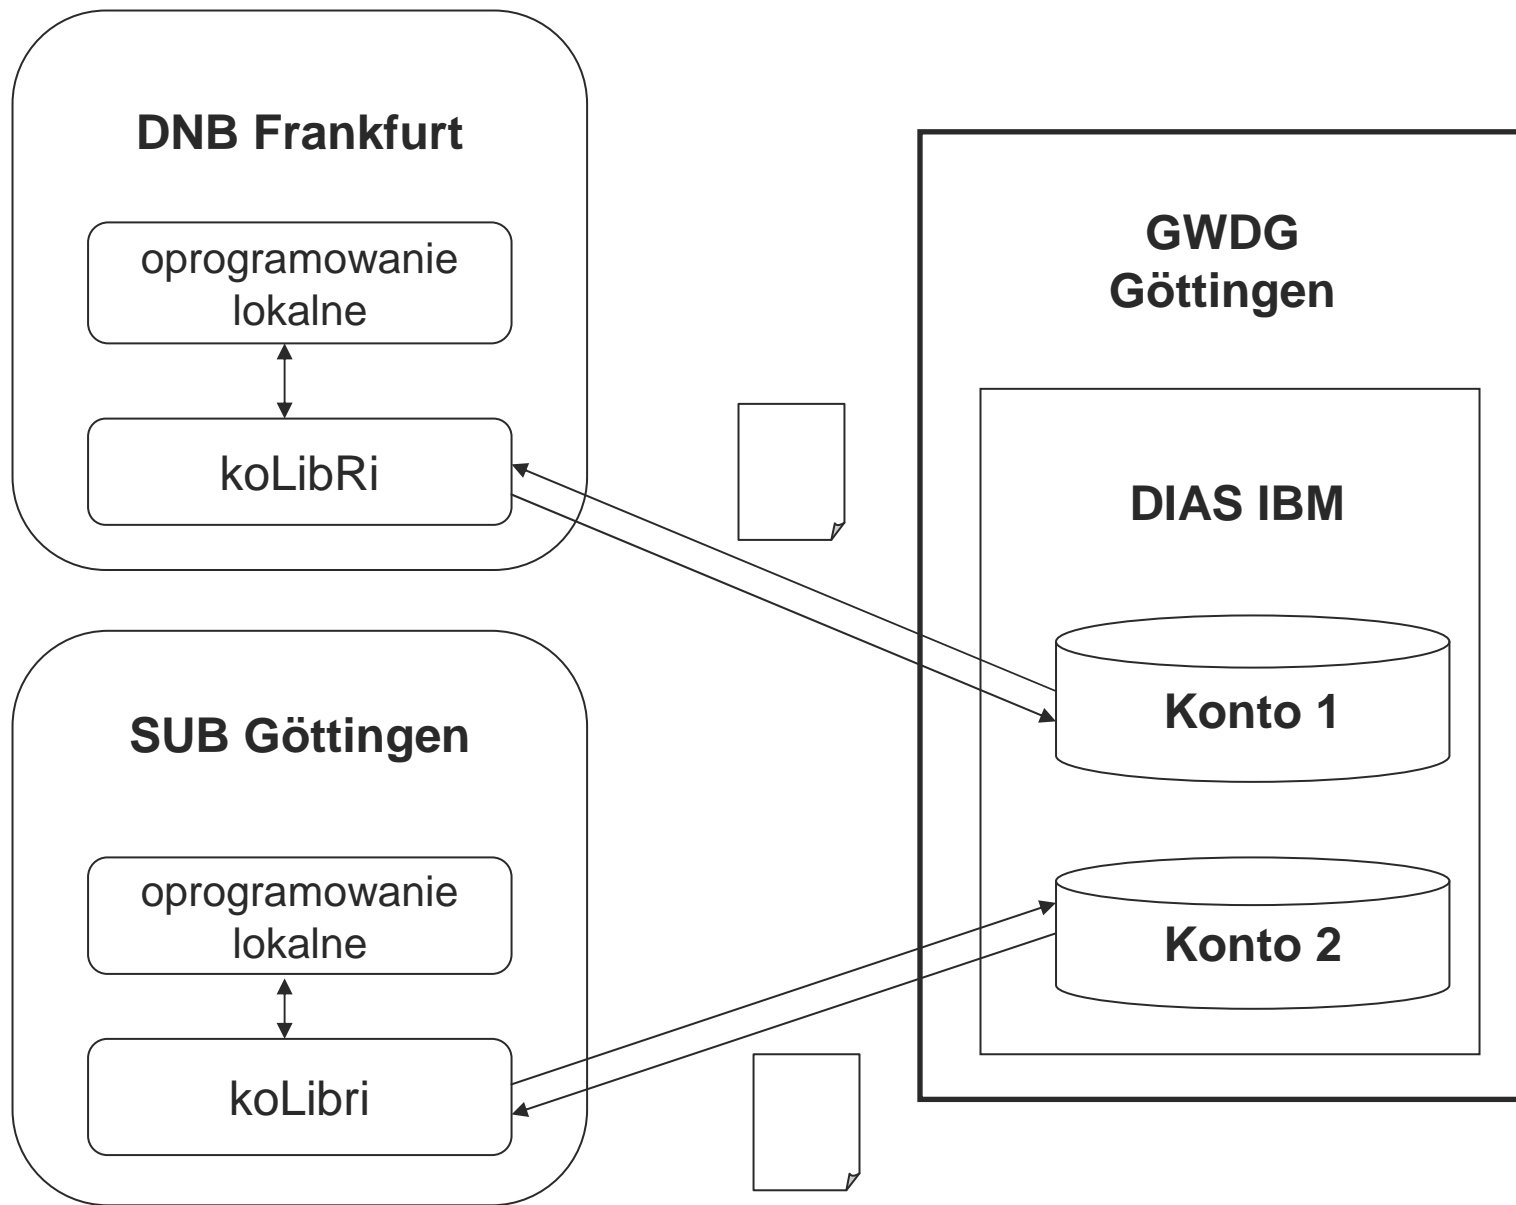 DNB Frankfurt
oprogramowanie
lokalne
koLibRi
SUB Göttingen
oprogramowanie
lokalne
koLibri
GWDG
Göttingen
DIAS IBM
Konto 1
Konto 2